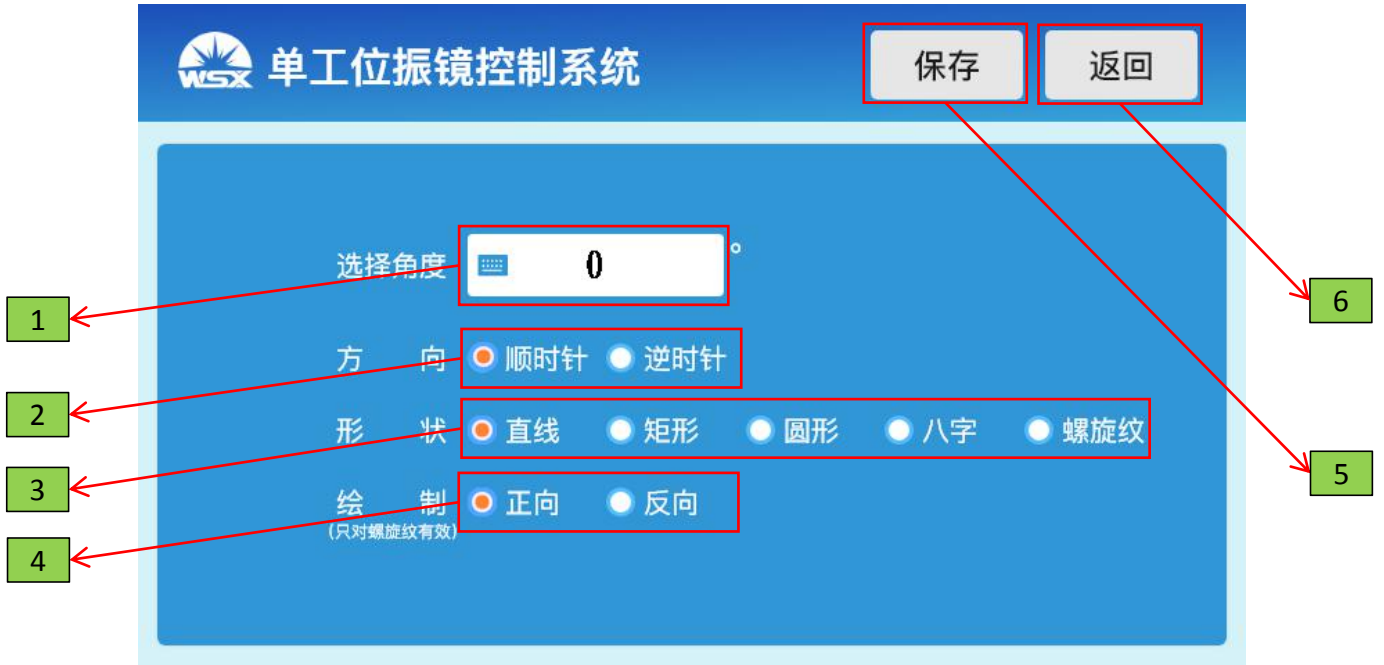 WSX 单工位振镜控制系统 保存 返回
选择角度 0 °
1
6
方 向 顺时针 逆时针
2
形 状 直线 矩形 圆形 八字 螺旋纹
3
5
绘 制 正向 反向
(只对螺旋纹有效)
4